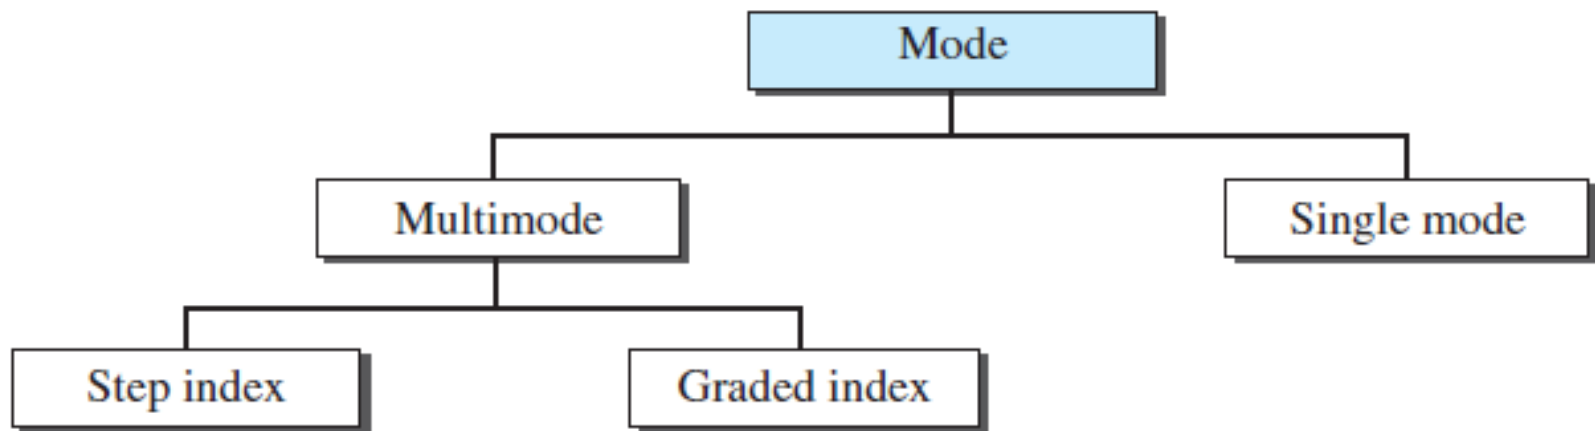 Mode
Multimode
Single mode
Step index
Graded index